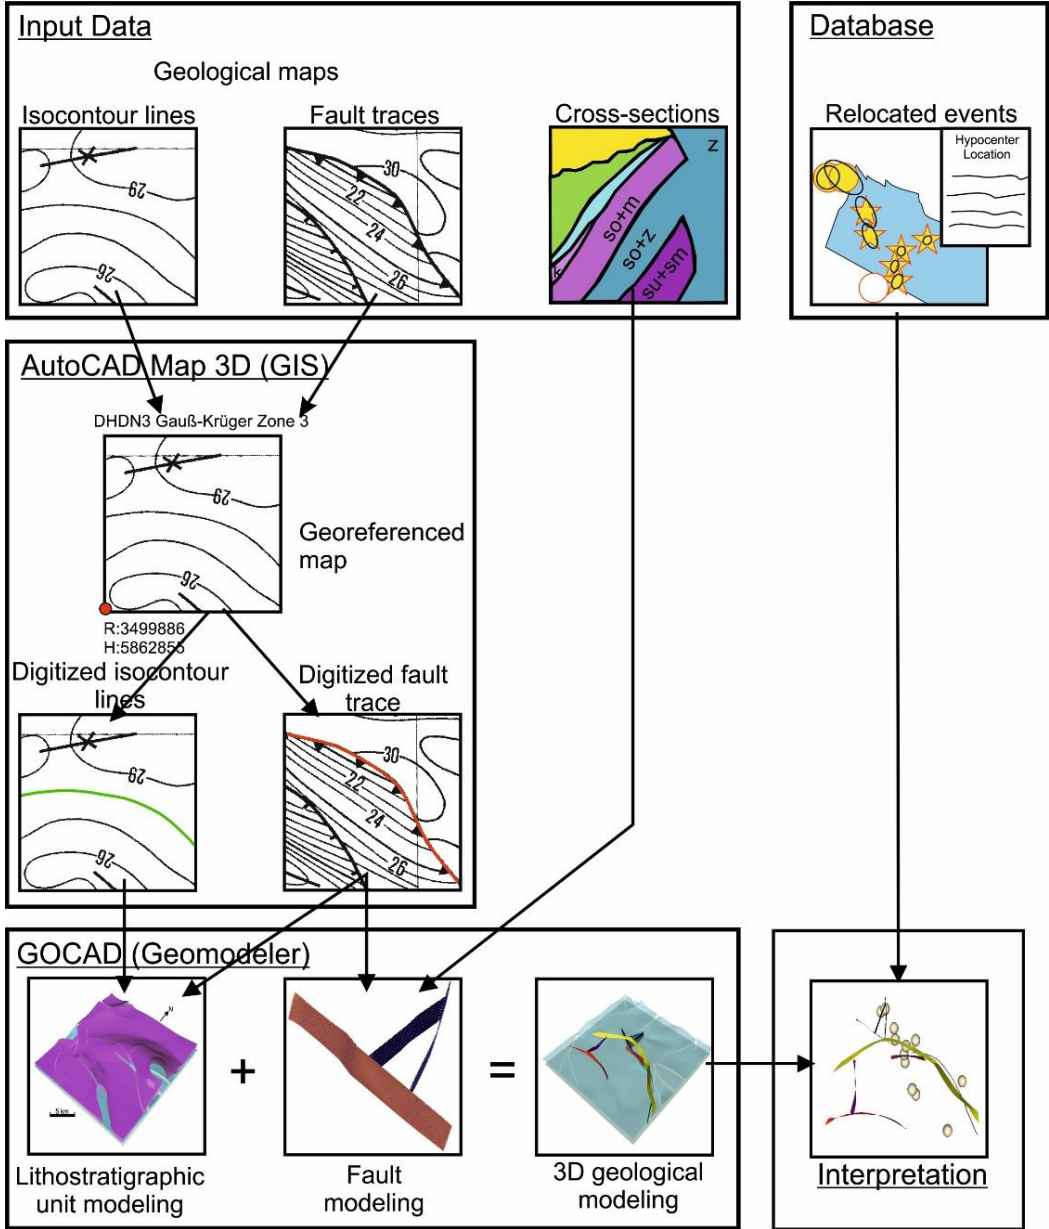 Input Data
Geological maps
Isocontour lines
Fault traces
Cross-sections
29
26
30
22
24
26
z
so+m
so+z
su+sm
k
Database
Relocated events
Hypocenter
Location
AutoCAD Map 3D (GIS)
DHDN3 Gauß-Krüger Zone 3
29
26
Georeferenced
map
R:3499886
H:5862855
Digitized isocontour
lines
Digitized fault
trace
29
26
30
22
24
26
GOCAD (Geomodeler)
N
5 km
+
=
Lithostratigraphic
unit modeling
Fault
modeling
3D geological
modeling
Interpretation